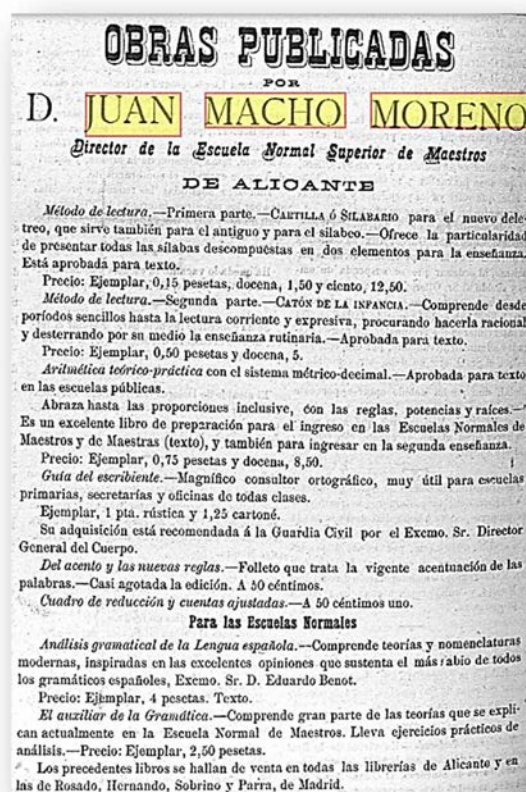 OBRAS PUBLICADAS
POR
D. JUAN MACHO MORENO
Director de la Escuela Normal Superior de Maestros
DE ALICANTE
Método de lectura.—Primera parte.—CARTILLA ó SILABARIO para el nuevo dele-
treo, que sirve también para el antiguo y para el silabeo.—Ofrece la particularidad
de presentar todas las sílabas descompuestas en dos elementos para la enseñanza.
Está aprobada para texto.
Precio: Ejemplar, 0,15 pesetas, docena, 1,50 y ciento, 12,50.
Método de lectura.—Segunda parte.—CATÓN DE LA INFANCIA.—Comprende desde
períodos sencillos hasta la lectura corriente y expresiva, procurando hacerla racional
y desterrando por su medio la enseñanza rutinaria.—Aprobada para texto.
Precio: Ejemplar, 0,50 pesetas y docena, 5.
Aritmética teórico-práctica con el sistema métrico-decimal.—Aprobada para texto
en las escuelas públicas.
Abraza hasta las proporciones inclusive, con las reglas, potencias y raíces.—
Es un excelente libro de preparación para el ingreso en las Escuelas Normales de
Maestros y de Maestras (texto), y también para ingresar en la segunda enseñanza.
Precio: Ejemplar, 0,75 pesetas y docena, 8,50.
Guía del escribiente.—Magnífico consultor ortográfico, muy útil para escuelas
primarias, secretarías y oficinas de todas clases.
Ejemplar, 1 pta. rústica y 1,25 cartoné.
Su adquisición está recomendada á la Guardia Civil por el Excmo. Sr. Director
General del Cuerpo.
Del acento y las nuevas reglas.—Folleto que trata la vigente acentuación de las
palabras.—Casi agotada la edición. A 50 céntimos.
Cuadro de reducción y cuentas ajustadas.—A 50 céntimos uno.
Para las Escuelas Normales
Análisis gramatical de la Lengua española.—Comprende teorías y nomenclaturas
modernas, inspiradas en las excelentes opiniones que sustenta el más sabio de todos
los gramáticos españoles, Excmo. Sr. D. Eduardo Benot.
Precio: Ejemplar, 4 pesetas. Texto.
El auxiliar de la Gramática.—Comprende gran parte de las teorías que se expli-
can actualmente en la Escuela Normal de Maestros. Lleva ejercicios prácticos de
análisis.—Precio: Ejemplar, 2,50 pesetas.
Los precedentes libros se hallan de venta en todas las librerías de Alicante y en
las de Rosado, Hernando, Sobrino y Parra, de Madrid.